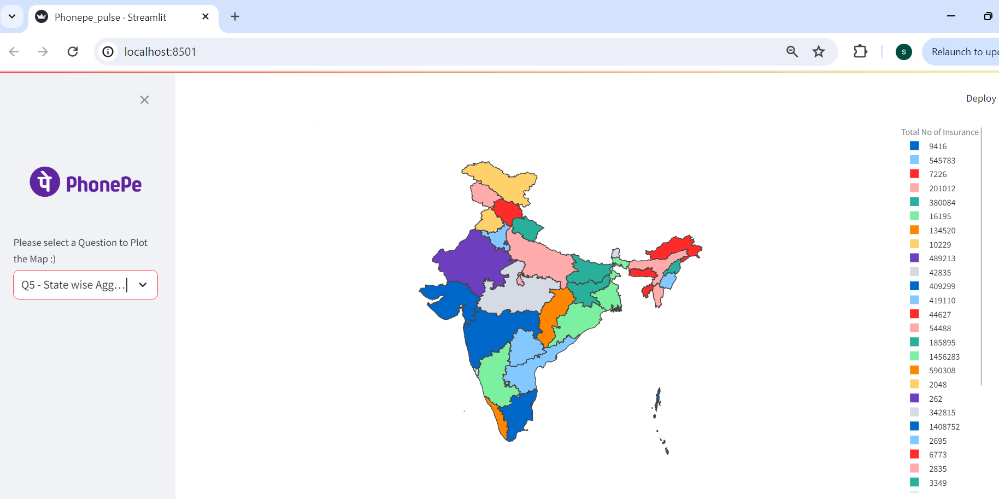 Phonepe_pulse · Streamlit
localhost:8501
S
Relaunch to upd
Deploy
पे PhonePe
Please select a Question to Plot
the Map :)
Q5 - State wise Agg...
Total No of Insurance
9416
545783
7226
201012
380084
16195
134520
10229
489213
42835
409299
419110
44627
54488
185895
1456283
590308
2048
262
342815
1408752
2695
6773
2835
3349